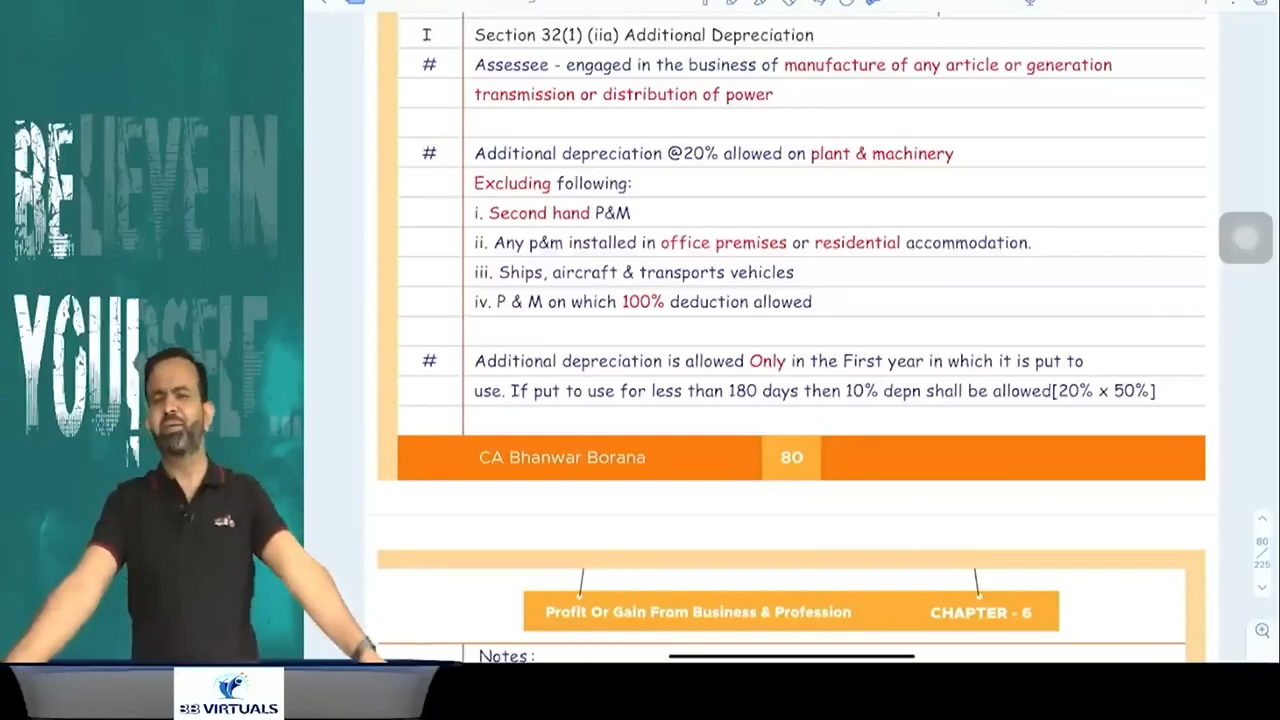 BELIEVE IN
YOURSELF
I Section 32(1) (iia) Additional Depreciation
# Assessee - engaged in the business of manufacture of any article or generation
transmission or distribution of power
# Additional depreciation @20% allowed on plant & machinery
Excluding following:
i. Second hand P&M
ii. Any p&m installed in office premises or residential accommodation.
iii. Ships, aircraft & transports vehicles
iv. P & M on which 100% deduction allowed
# Additional depreciation is allowed Only in the First year in which it is put to
use. If put to use for less than 180 days then 10% depn shall be allowed[20% x 50%]
CA Bhanwar Borana 80
80
225
Profit Or Gain From Business & Profession CHAPTER - 6
Notes:
BB VIRTUALS